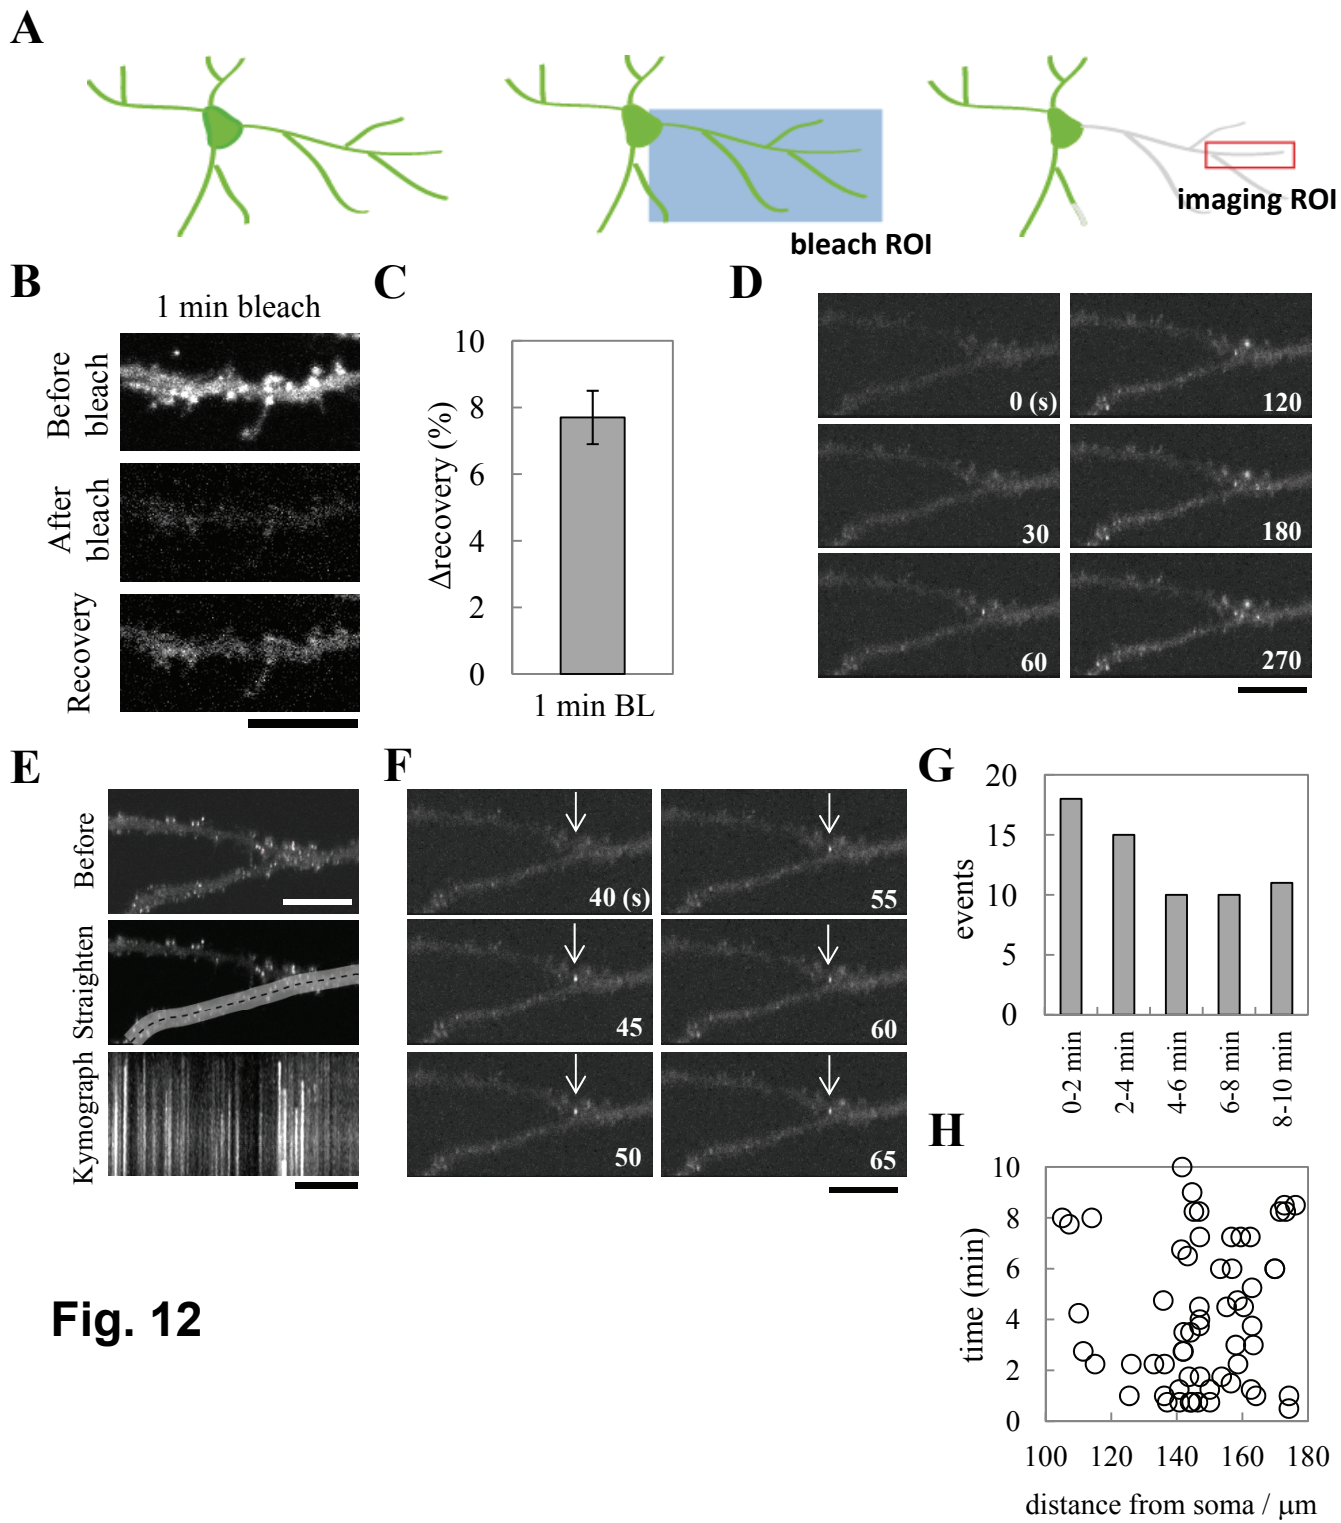 A
bleach ROI
imaging ROI
B
1 min bleach
Before
bleach
After
bleach
Recovery
C
Δrecovery (%)
10
8
6
4
2
0
1 min BL
D
0 (s)
30
60
120
180
270
E
Before
Straighten
Kymograph
F
40 (s)
45
50
55
60
65
G
events
20
15
10
5
0
0-2 min
2-4 min
4-6 min
6-8 min
8-10 min
H
time (min)
10
8
6
4
2
0
100 120 140 160 180
distance from soma / μm
Fig. 12